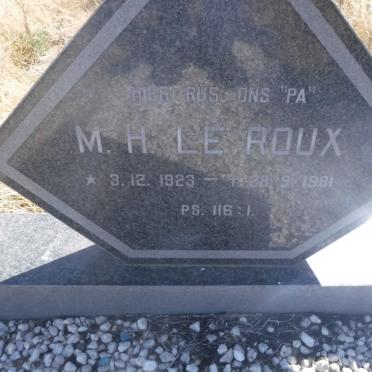 HIER RUS ONS "PA"
M. H. LE ROUX
★ 3. 12. 1923 — † 28. 9. 1981
PS. 116 : 1.